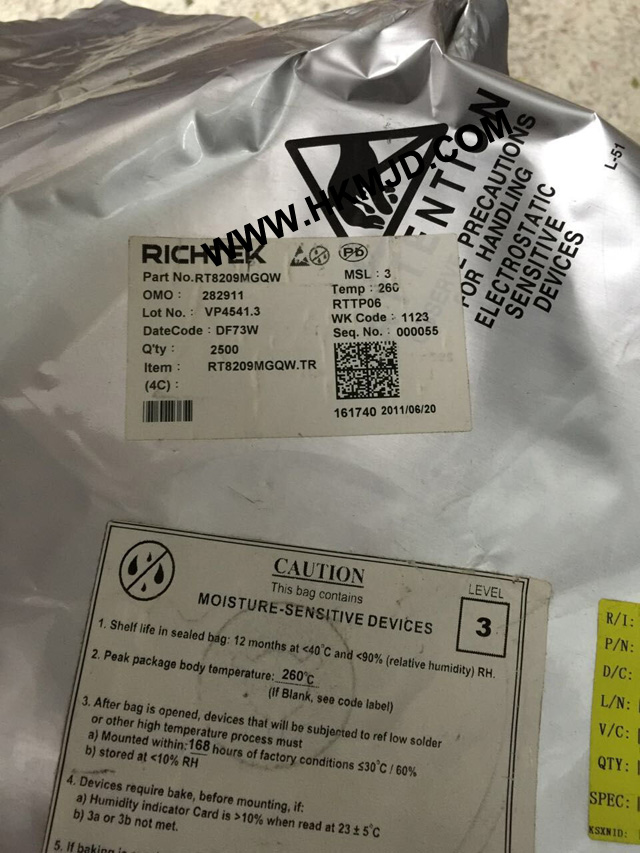 WWW.HKMJD.COM
ATTENTION
PRECAUTIONS
FOR HANDLING
ELECTROSTATIC
SENSITIVE
DEVICES
L-51
RICHTEK
Pb
Part No.RT8209MGQW
MSL : 3
OMO : 282911
Temp : 260
Lot No. : VP4541.3
RTTP06
DateCode : DF73W
WK Code : 1123
Q'ty : 2500
Seq. No. : 000055
Item : RT8209MGQW.TR
(4C) :
161740 2011/06/20
CAUTION
This bag contains
MOISTURE-SENSITIVE DEVICES
LEVEL
3
1. Shelf life in sealed bag: 12 months at <40°C and <90% (relative humidity) RH.
2. Peak package body temperature: 260°C
(If Blank, see code label)
3. After bag is opened, devices that will be subjented to ref low solder
or other high temperature process must
a) Mounted within: 168 hours of factory conditions ≤30°C / 60%
b) stored at <10% RH
4. Devices require bake, before mounting, if:
a) Humidity indicator Card is >10% when read at 23 ± 5°C
b) 3a or 3b not met.
5. If baking is
R/I:
P/N:
D/C:
L/N:
V/C:
QTY:
SPEC:
KSXNID: